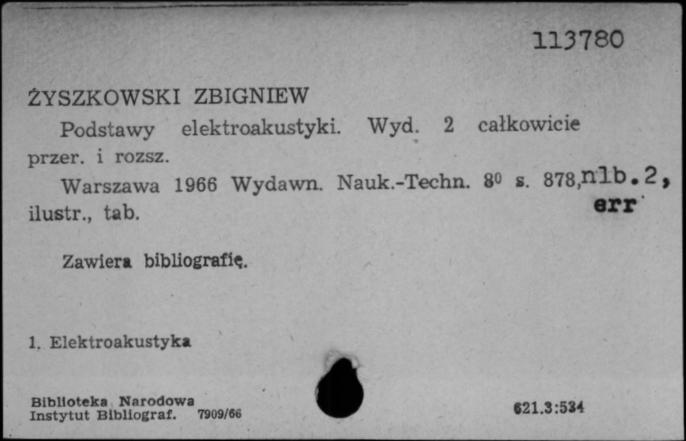 113780
ŻYSZKOWSKI ZBIGNIEW
Podstawy elektroakustyki. Wyd. 2 całkowicie
przer. i rozsz.
Warszawa 1966 Wydawn. Nauk.-Techn. 8⁰ s. 878,nlb.2,
ilustr., tab. err
Zawiera bibliografię.
1. Elektroakustyka
Biblioteka Narodowa
Instytut Bibliograf. 7909/66
621.3:534